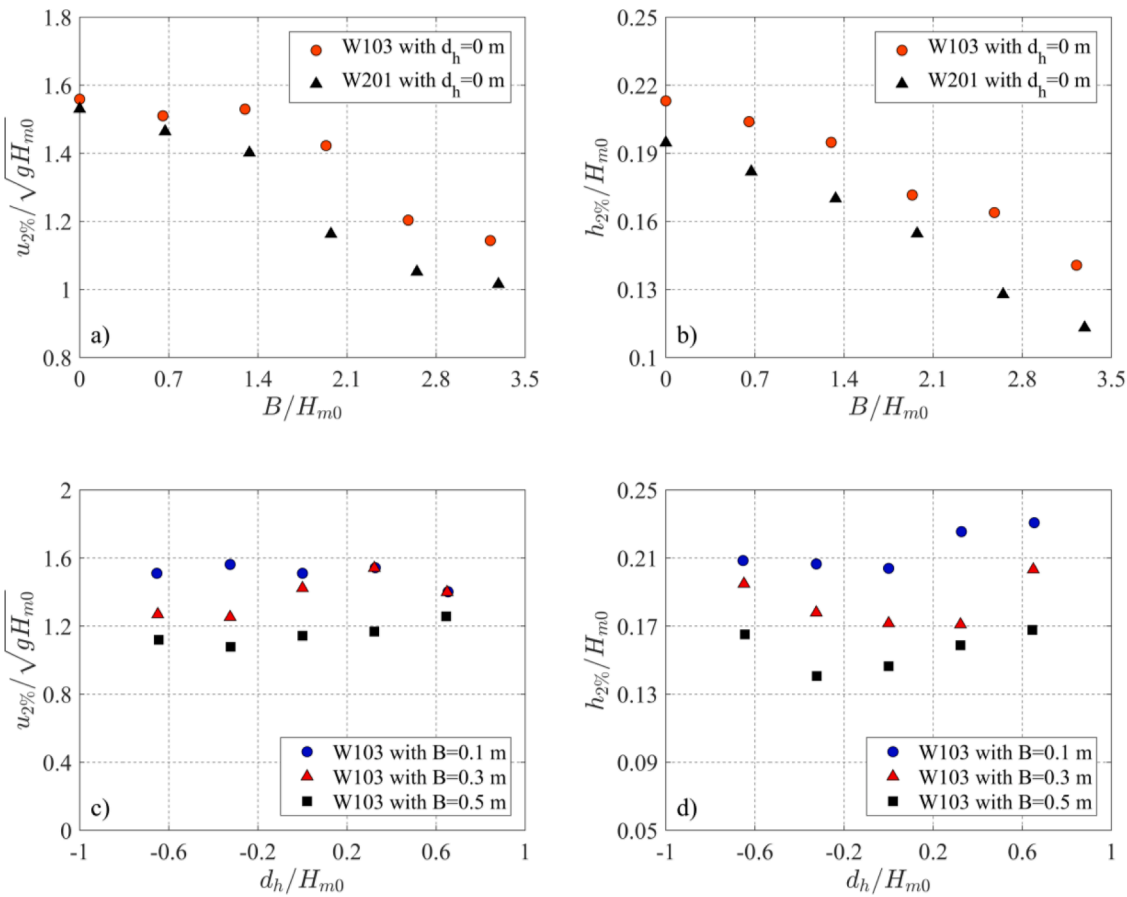 1.8
1.6
1.4
1.2
1
0.8
u2%/√gHm0
W103 with dh=0 m
W201 with dh=0 m
a)
0 0.7 1.4 2.1 2.8 3.5
B/Hm0
0.25
0.22
0.19
0.16
0.13
0.1
h2%/Hm0
W103 with dh=0 m
W201 with dh=0 m
b)
0 0.7 1.4 2.1 2.8 3.5
B/Hm0
2
1.6
1.2
0.8
0.4
0
u2%/√gHm0
W103 with B=0.1 m
W103 with B=0.3 m
W103 with B=0.5 m
c)
-1 -0.6 -0.2 0.2 0.6 1
dh/Hm0
0.25
0.21
0.17
0.13
0.09
0.05
h2%/Hm0
W103 with B=0.1 m
W103 with B=0.3 m
W103 with B=0.5 m
d)
-1 -0.6 -0.2 0.2 0.6 1
dh/Hm0